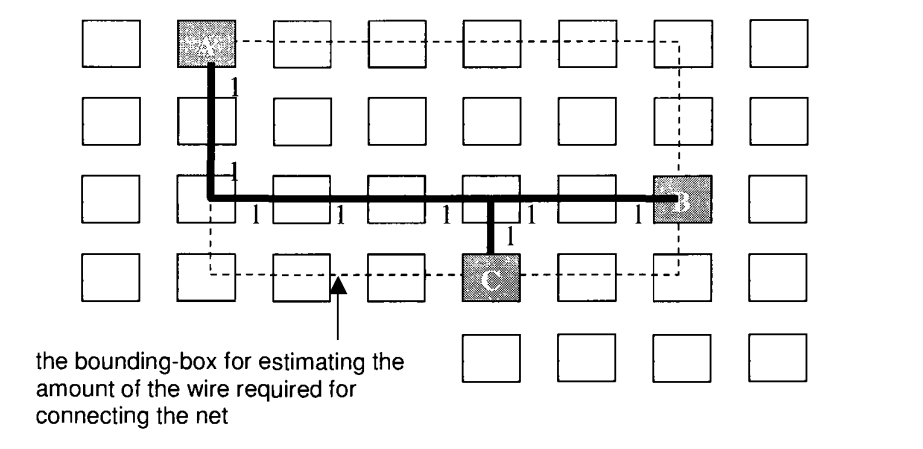 A
1
1
1 1 1 1 1 B
1
C
the bounding-box for estimating the
amount of the wire required for
connecting the net